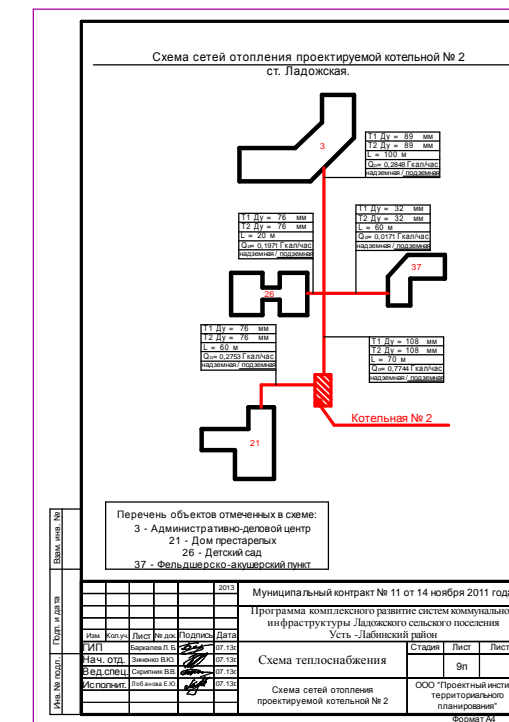 Схема сетей отопления проектируемой котельной № 2
ст. Ладожская.
3
Т1 Ду = 89 мм
Т2 Ду = 89 мм
L = 100 м
Qо= 0,2848 Гкал/час
надземная / подземная
Т1 Ду = 76 мм
Т2 Ду = 76 мм
L = 20 м
Qо= 0,1971 Гкал/час
надземная / подземная
Т1 Ду = 32 мм
Т2 Ду = 32 мм
L = 60 м
Qо= 0,0171 Гкал/час
надземная / подземная
37
26
Т1 Ду = 76 мм
Т2 Ду = 76 мм
L = 60 м
Qо= 0,2753 Гкал/час
надземная / подземная
Т1 Ду = 108 мм
Т2 Ду = 108 мм
L = 70 м
Qо= 0,7744 Гкал/час
надземная / подземная
Котельная № 2
21
Перечень объектов отмеченных в схеме:
3 - Административно-деловой центр
21 - Дом престарелых
26 - Детский сад
37 - Фельдшерско-акушерский пункт
Взам. инв. №
Подп. и дата
Инв. № подл.
2013
Муниципальный контракт № 11 от 14 ноября 2011 года
Программа комплексного развитие систем коммунально
инфраструктуры Ладожского сельского поселения
Усть -Лабинский район
Изм. Кол.уч. Лист № док. Подпись Дата
ГИП Баркалев Л. Б. 07.13г
Нач. отд. Зиненко В.Ю. 07.13г
Вед.спец. Скрипник В.В. 07.13г
Исполнит. Лобанова Е.Ю. 07.13г
Схема теплоснабжения
Стадия Лист Лист
9п
Схема сетей отопления
проектируемой котельной № 2
ООО "Проектный инсти
территориального
планирования"
Формат А4